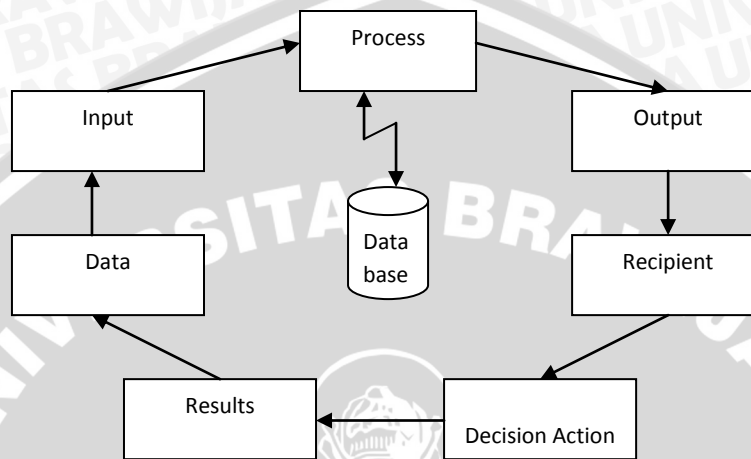 Process
Input
Output
Data
base
Data
Recipient
Results
Decision Action